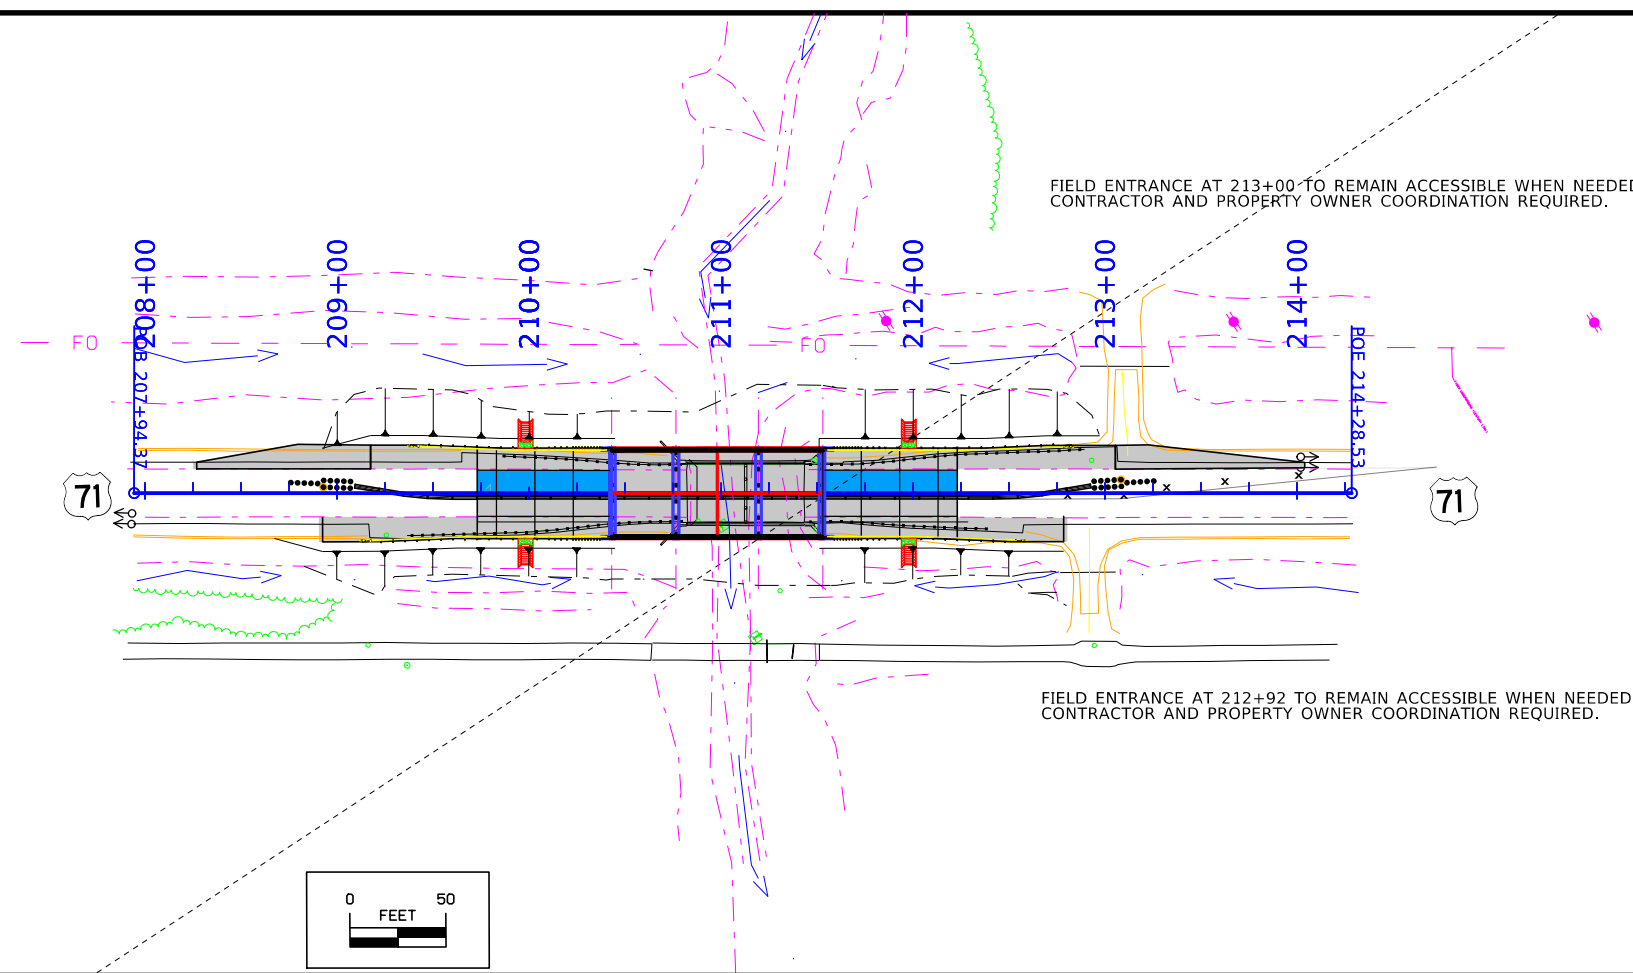 FIELD ENTRANCE AT 213+00 TO REMAIN ACCESSIBLE WHEN NEEDED
CONTRACTOR AND PROPERTY OWNER COORDINATION REQUIRED.
208+00
209+00
210+00
211+00
212+00
213+00
214+00
FO
FO
POB 207+94.37
POE 214+28.53
71
71
FIELD ENTRANCE AT 212+92 TO REMAIN ACCESSIBLE WHEN NEEDED
CONTRACTOR AND PROPERTY OWNER COORDINATION REQUIRED.
0 50
FEET